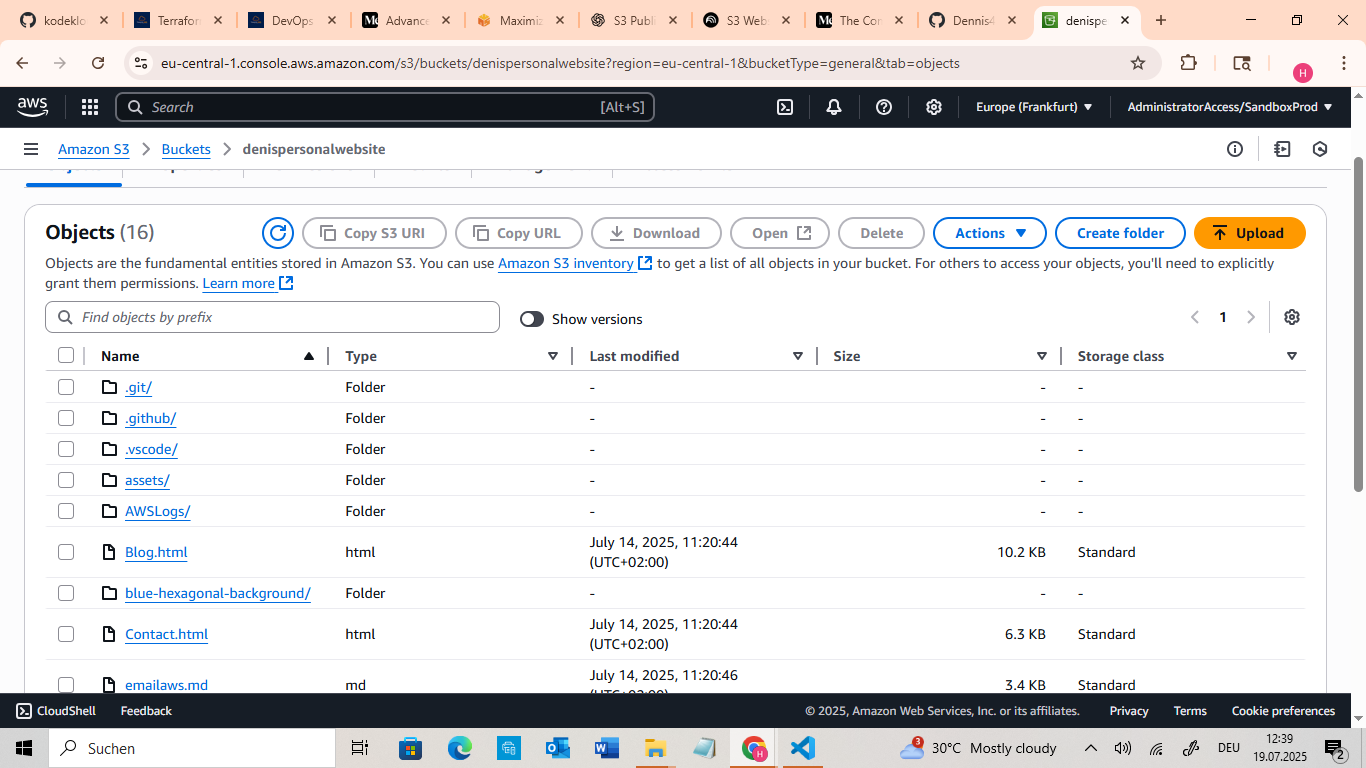 kodeklo
Terrafor
DevOps
Advance
Maximiz
S3 Publi
S3 Web
The Con
Dennis4
denispe
eu-central-1.console.aws.amazon.com/s3/buckets/denispersonalwebsite?region=eu-central-1&bucketType=general&tab=objects
H
aws
Search
[Alt+S]
Europe (Frankfurt)
AdministratorAccess/SandboxProd
Amazon S3 > Buckets > denispersonalwebsite
Objects (16)
Copy S3 URI
Copy URL
Download
Open
Delete
Actions
Create folder
Upload
Objects are the fundamental entities stored in Amazon S3. You can use Amazon S3 inventory to get a list of all objects in your bucket. For others to access your objects, you'll need to explicitly
grant them permissions. Learn more
Find objects by prefix
Show versions
1
Name Type Last modified Size Storage class
.git/ Folder - - -
.github/ Folder - - -
.vscode/ Folder - - -
assets/ Folder - - -
AWSLogs/ Folder - - -
Blog.html html July 14, 2025, 11:20:44 (UTC+02:00) 10.2 KB Standard
blue-hexagonal-background/ Folder - - -
Contact.html html July 14, 2025, 11:20:44 (UTC+02:00) 6.3 KB Standard
emailaws.md md July 14, 2025, 11:20:46 (UTC+02:00) 3.4 KB Standard
CloudShell Feedback © 2025, Amazon Web Services, Inc. or its affiliates. Privacy Terms Cookie preferences
Suchen
3
30°C Mostly cloudy
DEU
12:39
19.07.2025
2